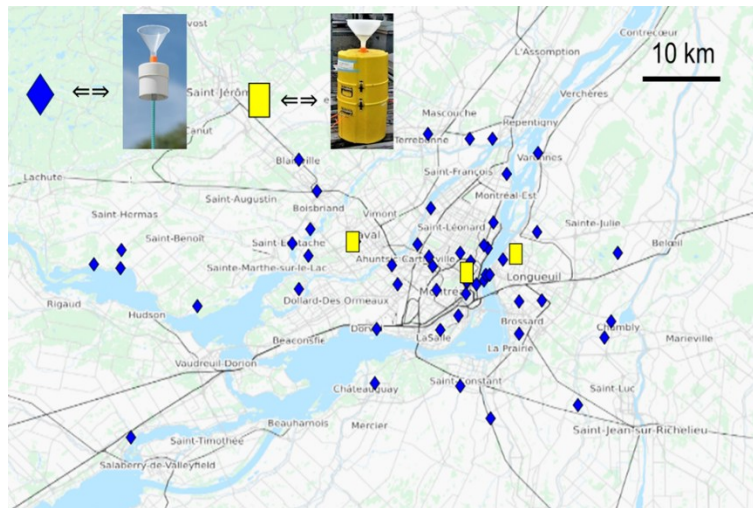 Contrecœur
L'Assomption
10 km
Verchères
Saint-Jérôm
Mascouche
Repentigny
Terrebonne
Canut
Varennes
Blainville
Saint-François
Lachute
Saint-Augustin
Boisbriand
Montréal-Est
Saint-Hermas
Vimont
Saint-Léonard
Sainte-Julie
Saint-Benoît
Saint-Eustache
aval
Belœil
Ahuntsic-Cartierville
Sainte-Marthe-sur-le-Lac
Longueuil
Montréal
Rigaud
Hudson
Dollard-Des Ormeaux
Brossard
Chambly
Dorval
Beaconsfield
LaSalle
Marieville
La Prairie
Vaudreuil-Dorion
Saint-Constant
Châteauguay
Saint-Luc
Beauharnois
Mercier
Saint-Timothée
Saint-Jean-sur-Richelieu
Salaberry-de-Valleyfield